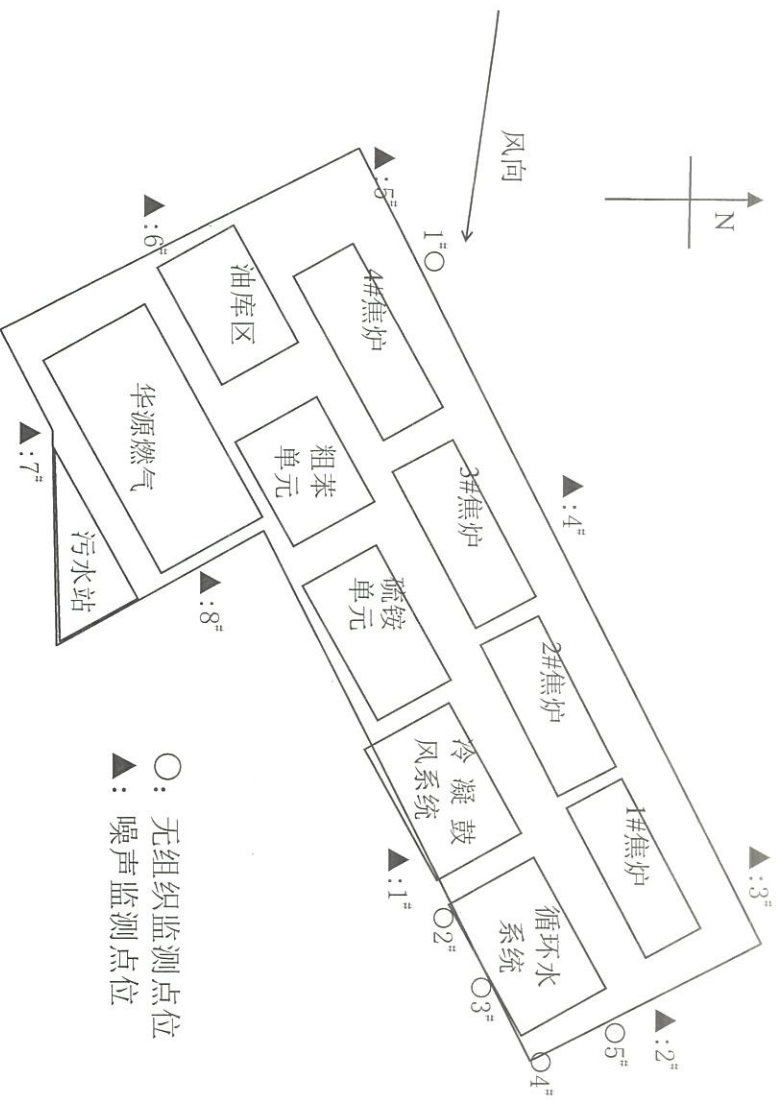 N
风向
1#
▲:5#
▲:6#
▲:7#
▲:8#
▲:4#
▲:3#
▲:2#
▲:1#
4#焦炉
3#焦炉
2#焦炉
1#焦炉
油库区
粗苯
单元
硫铵
单元
冷凝鼓
风系统
循环水
系统
华源燃气
污水站
2#
3#
4#
5#
○: 无组织监测点位
▲: 噪声监测点位